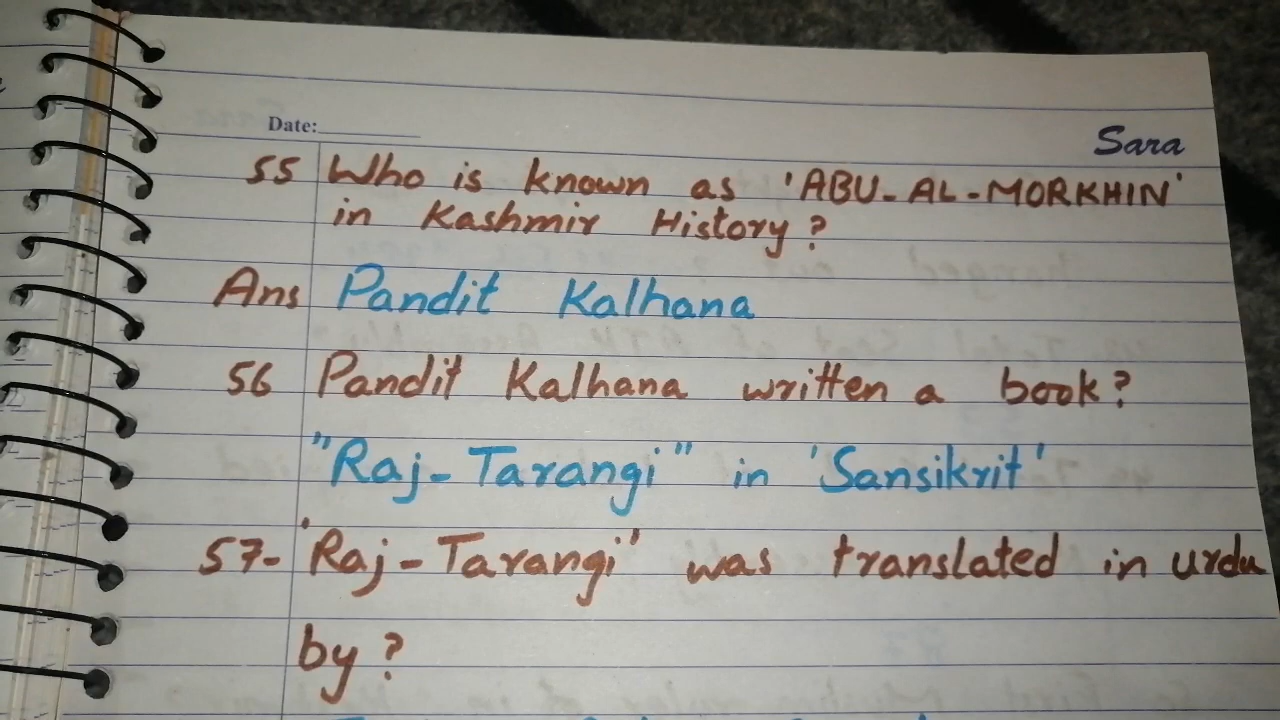 Date:
Sara
55 Who is known as 'ABU-AL-MORKHIN'
in Kashmir History?
Ans Pandit Kalhana
56 Pandit Kalhana written a book?
"Raj-Tarangi" in 'Sansikrit'
57- 'Raj-Tarangi' was translated in urdu
by?